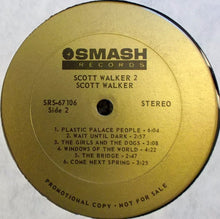 SMASH
RECORDS
SCOTT WALKER 2
SCOTT WALKER
SRS-67106
Side 2
STEREO
1. PLASTIC PALACE PEOPLE - 6:04
2. WAIT UNTIL DARK - 2:58
3. THE GIRLS AND THE DOGS - 3:03
4. WINDOWS OF THE WORLD - 4:22
5. THE BRIDGE - 2:47
6. COME NEXT SPRING - 3:25
PROMOTIONAL COPY - NOT FOR SALE